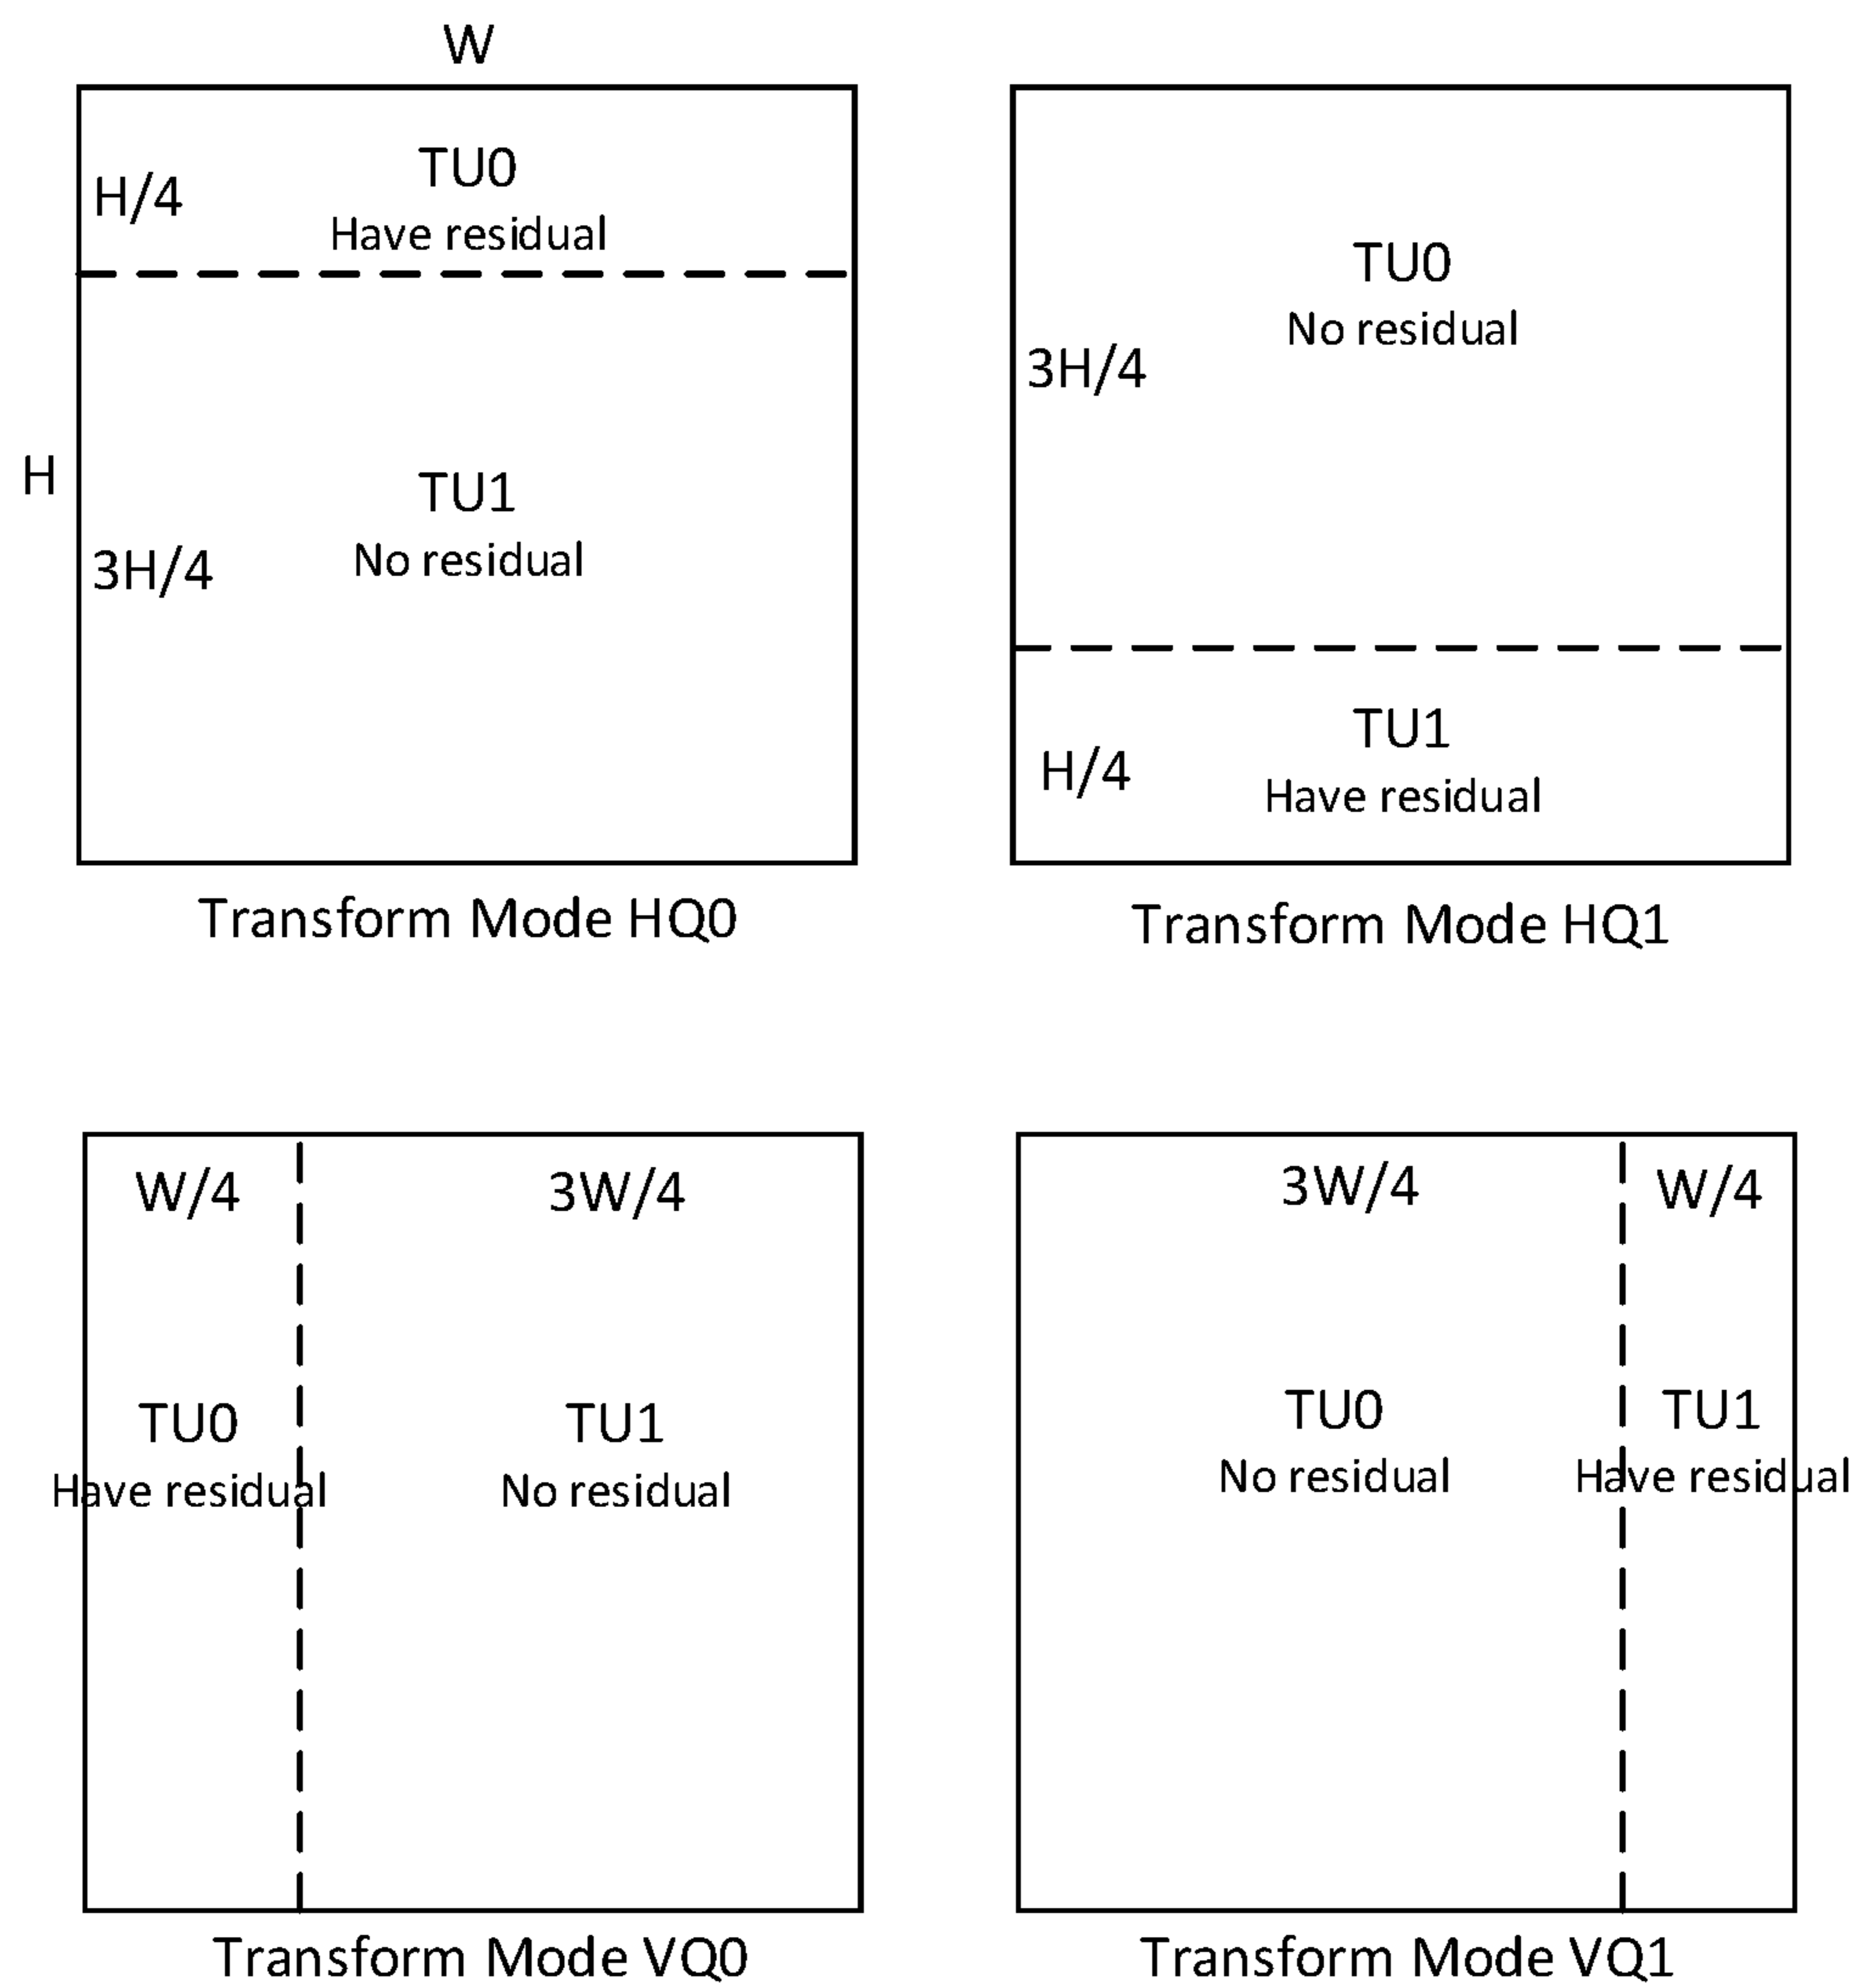 W
H/4
TU0
Have residual
H
TU1
No residual
3H/4
Transform Mode HQ0
TU0
No residual
3H/4
TU1
H/4
Have residual
Transform Mode HQ1
W/4
3W/4
TU0
TU1
Have residual
No residual
Transform Mode VQ0
3W/4
W/4
TU0
TU1
No residual
Have residual
Transform Mode VQ1